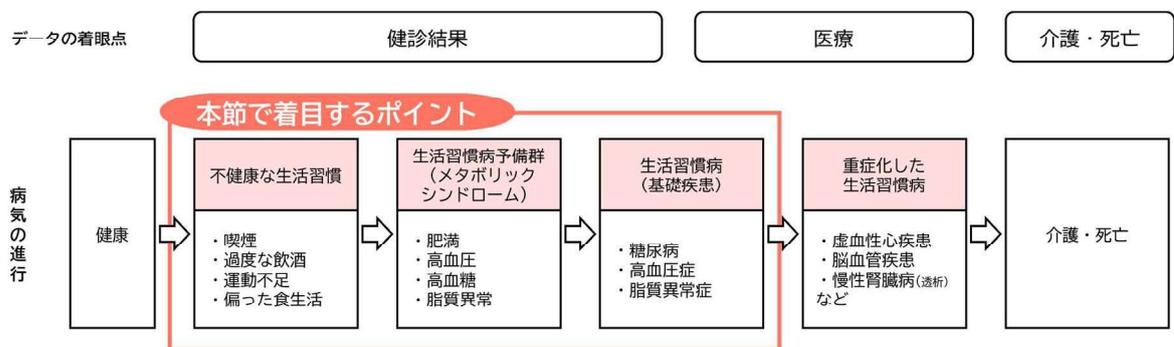 データの着眼点
健診結果
医療
介護・死亡
本節で着目するポイント
病気の進行
健康
不健康な生活習慣
・喫煙
・過度な飲酒
・運動不足
・偏った食生活
生活習慣病予備群
（メタボリック
シンドローム）
・肥満
・高血圧
・高血糖
・脂質異常
生活習慣病
（基礎疾患）
・糖尿病
・高血圧症
・脂質異常症
重症化した
生活習慣病
・虚血性心疾患
・脳血管疾患
・慢性腎臓病（透析）
など
介護・死亡